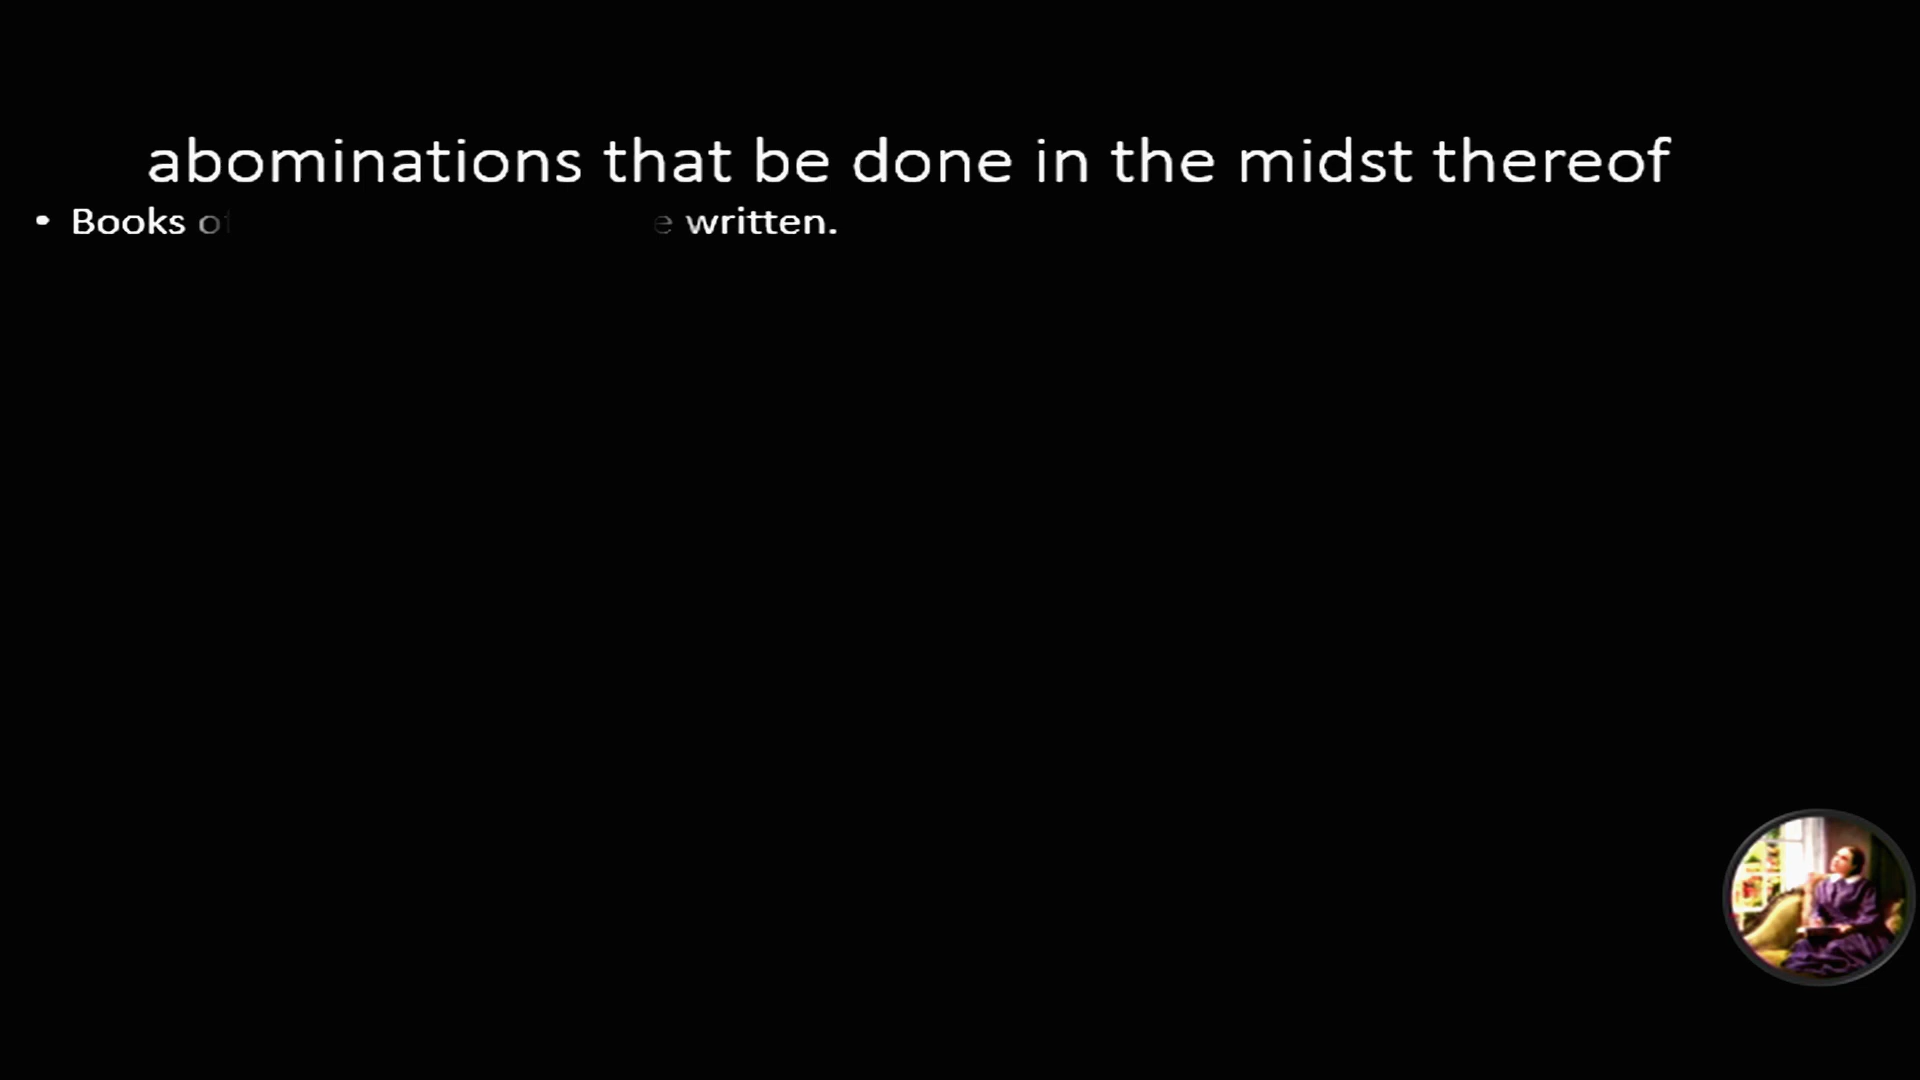 abominations that be done in the midst thereof
• Books written.